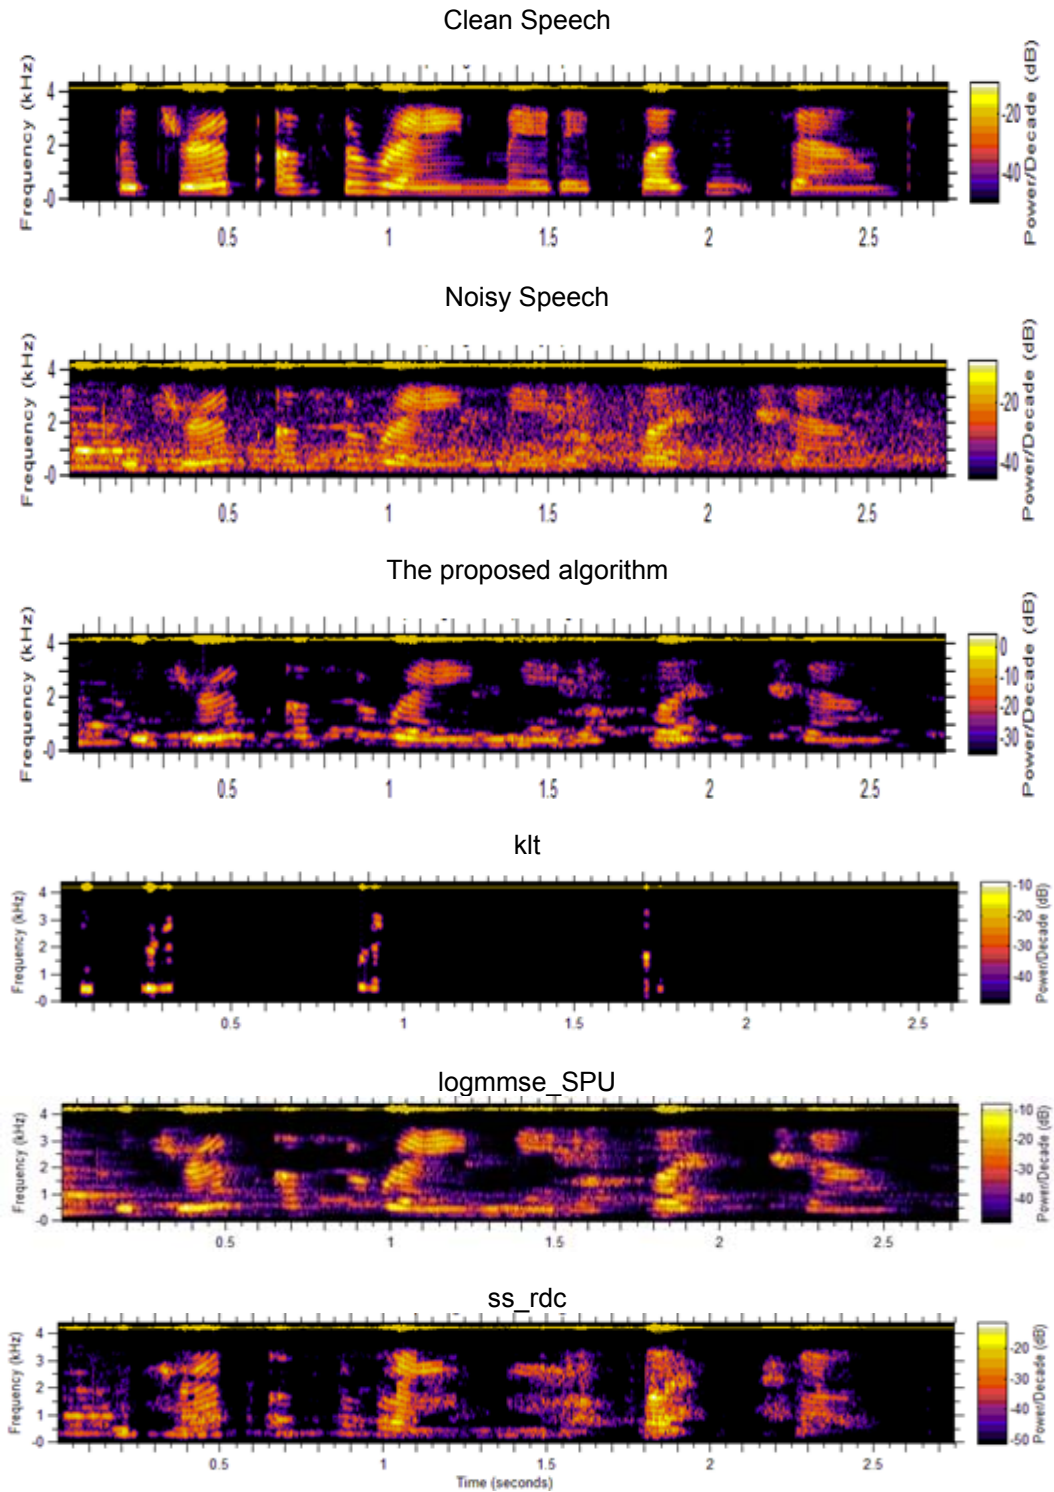 Clean Speech
Frequency (kHz)
4
2
-0
0.5 1 1.5 2 2.5
-20
-40
Power/Decade (dB)
Noisy Speech
Frequency (kHz)
4
2
-0
0.5 1 1.5 2 2.5
-20
-40
Power/Decade (dB)
The proposed algorithm
Frequency (kHz)
4
2
-0
0.5 1 1.5 2 2.5
0
-10
-20
-30
Power/Decade (dB)
klt
Frequency (kHz)
4
3
2
1
-0
0.5 1 1.5 2 2.5
-10
-20
-30
-40
Power/Decade (dB)
logmmse_SPU
Frequency (kHz)
4
3
2
1
-0
0.5 1 1.5 2 2.5
-10
-20
-30
-40
Power/Decade (dB)
ss_rdc
Frequency (kHz)
4
3
2
1
-0
0.5 1 1.5 2 2.5
Time (seconds)
-20
-30
-40
-50
Power/Decade (dB)